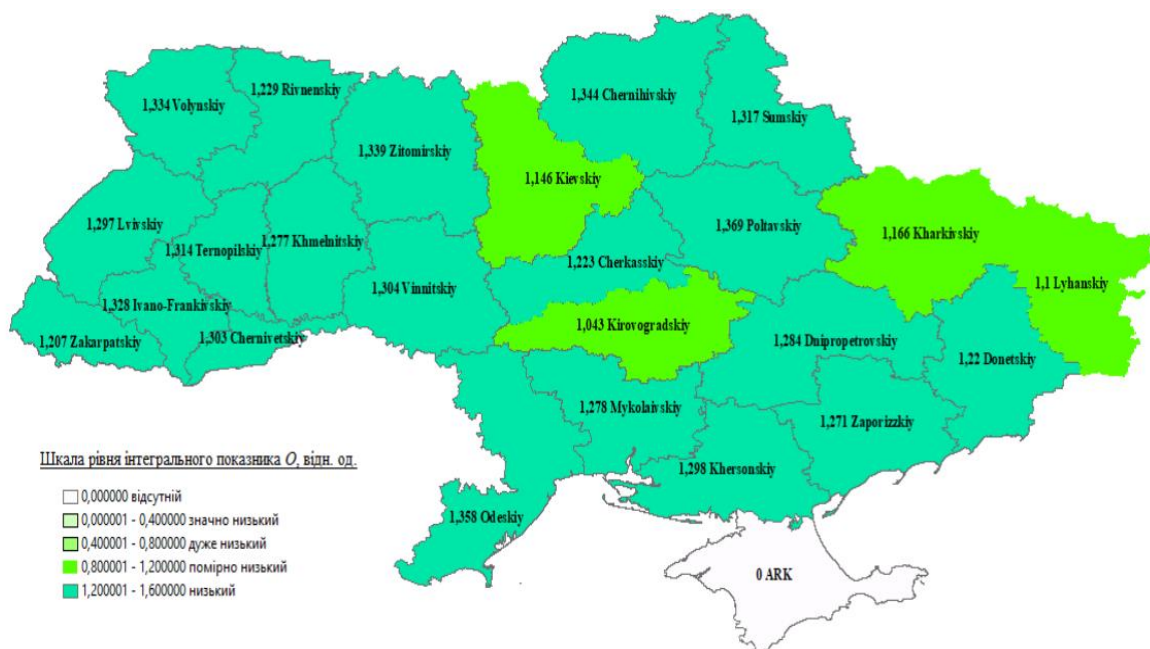 1,344 Chernihivskiy
1,229 Rivnenskiy
1,334 Volynskiy
1,317 Sumskiy
1,339 Zitomirskiy
1,146 Kievskiy
1,297 Lvivskiy
1,369 Poltavskiy
1,166 Kharkivskiy
1,277 Khmelnitskiy
1,314 Ternopilskiy
1,223 Cherkasskiy
1,1 Lyhanskiy
1,304 Vinnitskiy
1,328 Ivano-Frankivskiy
1,043 Kirovogradskiy
1,303 Chernivetskiy
1,207 Zakarpatskiy
1,284 Dnipropetrovskiy
1,22 Donetskiy
1,278 Mykolaivskiy
1,271 Zaporizzkiy
1,298 Khersonskiy
1,358 Odeskiy
0 ARK
Шкала рівня інтегрального показника O, відн. од.
0,000000 відсутній
0,000001 - 0,400000 значно низький
0,400001 - 0,800000 дуже низький
0,800001 - 1,200000 помірно низький
1,200001 - 1,600000 низький